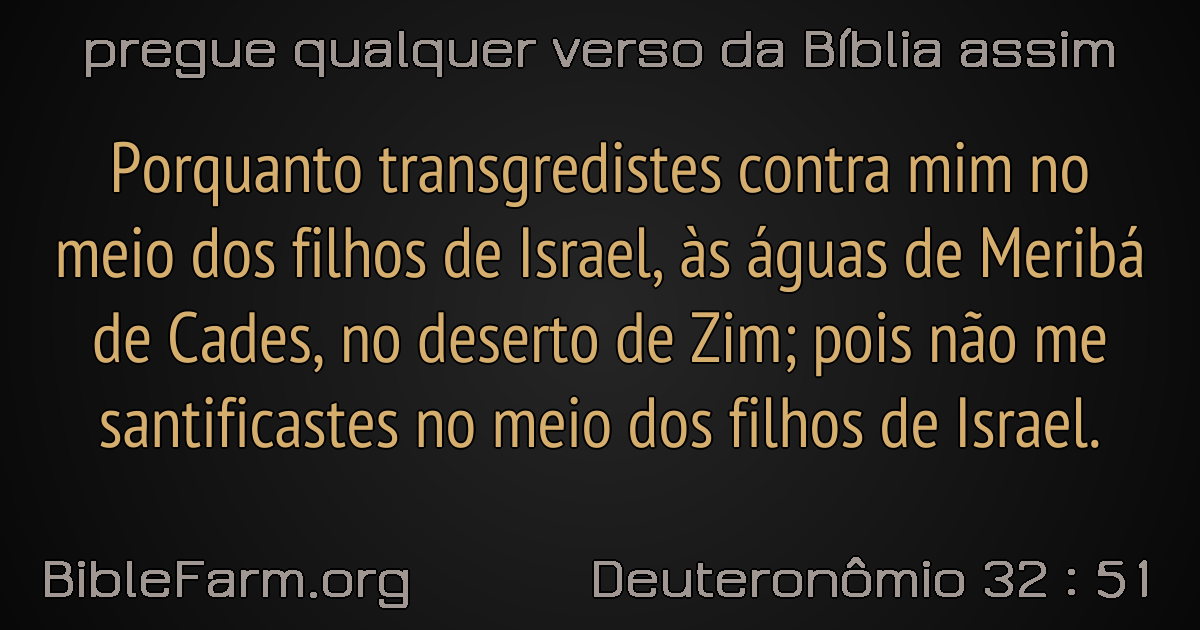 pregue qualquer verso da Bíblia assim
Porquanto transgredistes contra mim no
meio dos filhos de Israel, às águas de Meribá
de Cades, no deserto de Zim; pois não me
santificastes no meio dos filhos de Israel.
BibleFarm.org
Deuteronômio 32 : 51